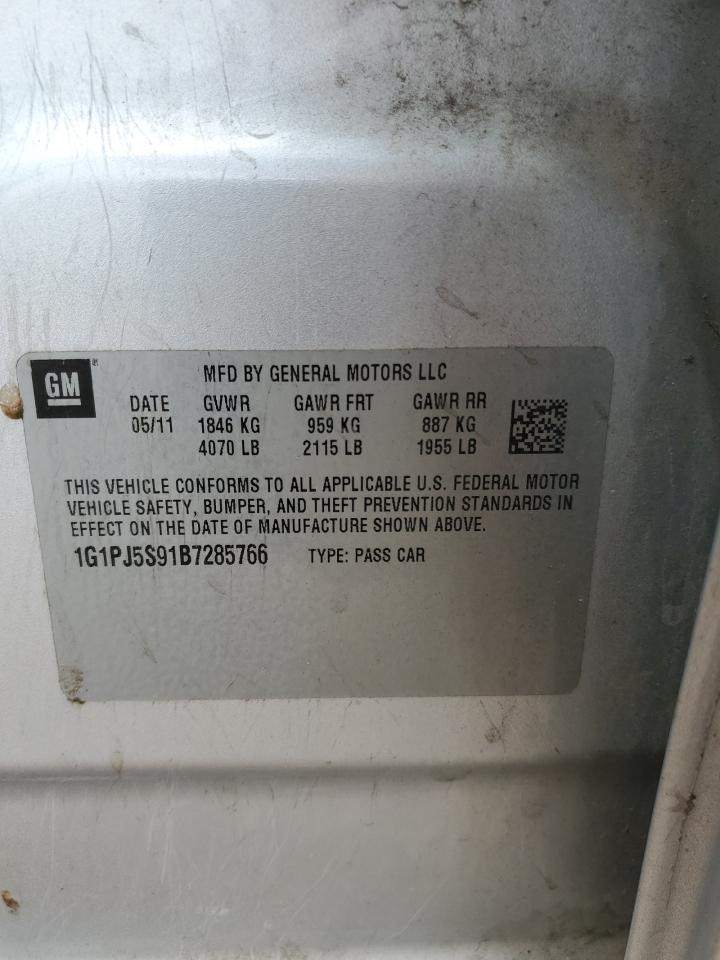 GM
MFD BY GENERAL MOTORS LLC
DATE GVWR GAWR FRT GAWR RR
05/11 1846 KG 959 KG 887 KG
4070 LB 2115 LB 1955 LB
THIS VEHICLE CONFORMS TO ALL APPLICABLE U.S. FEDERAL MOTOR
VEHICLE SAFETY, BUMPER, AND THEFT PREVENTION STANDARDS IN
EFFECT ON THE DATE OF MANUFACTURE SHOWN ABOVE.
1G1PJ5S91B7285766 TYPE: PASS CAR